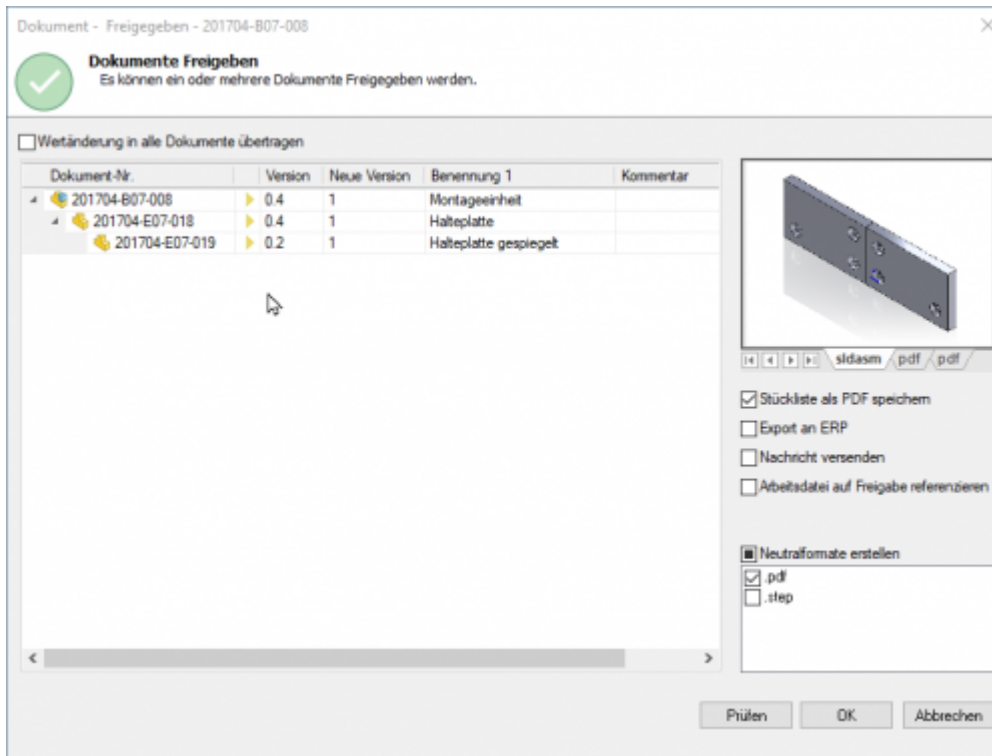 Dokument - Freigegeben - 201704-B07-008
Dokumente Freigeben
Es können ein oder mehrere Dokumente Freigegeben werden.
Wertänderung in alle Dokumente übertragen
Dokument-Nr. Version Neue Version Benennung 1 Kommentar
201704-B07-008 0.4 1 Montageeinheit
201704-E07-018 0.4 1 Halteplatte
201704-E07-019 0.2 1 Halteplatte gespiegelt
sldasm pdf pdf
Stückliste als PDF speichern
Export an ERP
Nachricht versenden
Arbeitsdatei auf Freigabe referenzieren
Neutralformate erstellen
.pdf
.step
Prüfen OK Abbrechen